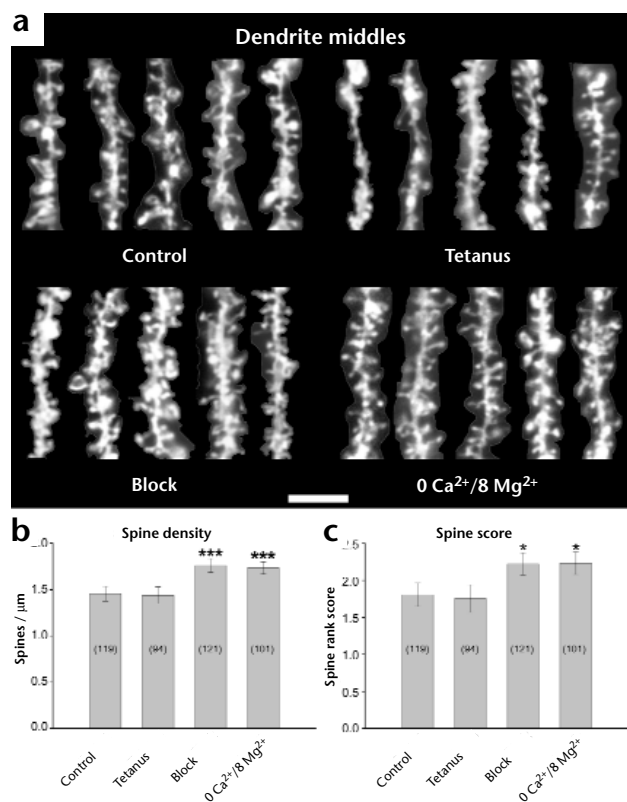 a
Dendrite middles
Control
Tetanus
Block
0 Ca²⁺/8 Mg²⁺
b
Spine density
Spines / μm
1.5
1.0
0.5
***
***
(119)
(94)
(121)
(101)
Control
Tetanus
Block
0 Ca²⁺/8 Mg²⁺
c
Spine score
Spine rank score
2.5
2.0
1.5
1.0
0.5
0.0
*
*
(119)
(94)
(121)
(101)
Control
Tetanus
Block
0 Ca²⁺/8 Mg²⁺